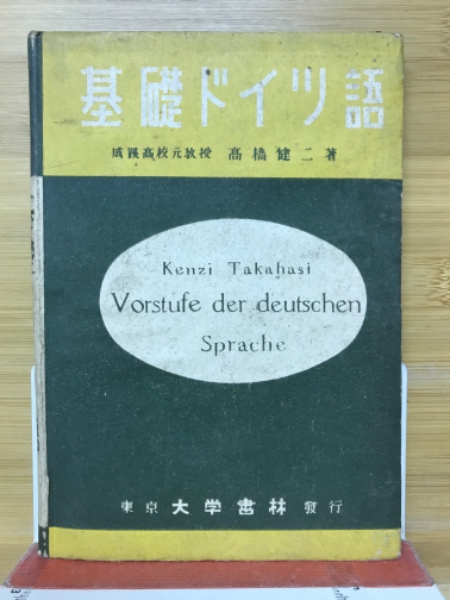 基礎ドイツ語
成蹊高校元教授 髙橋健二著
Kenzi Takahasi
Vorstufe der deutschen
Sprache
東京 大学書林 發行